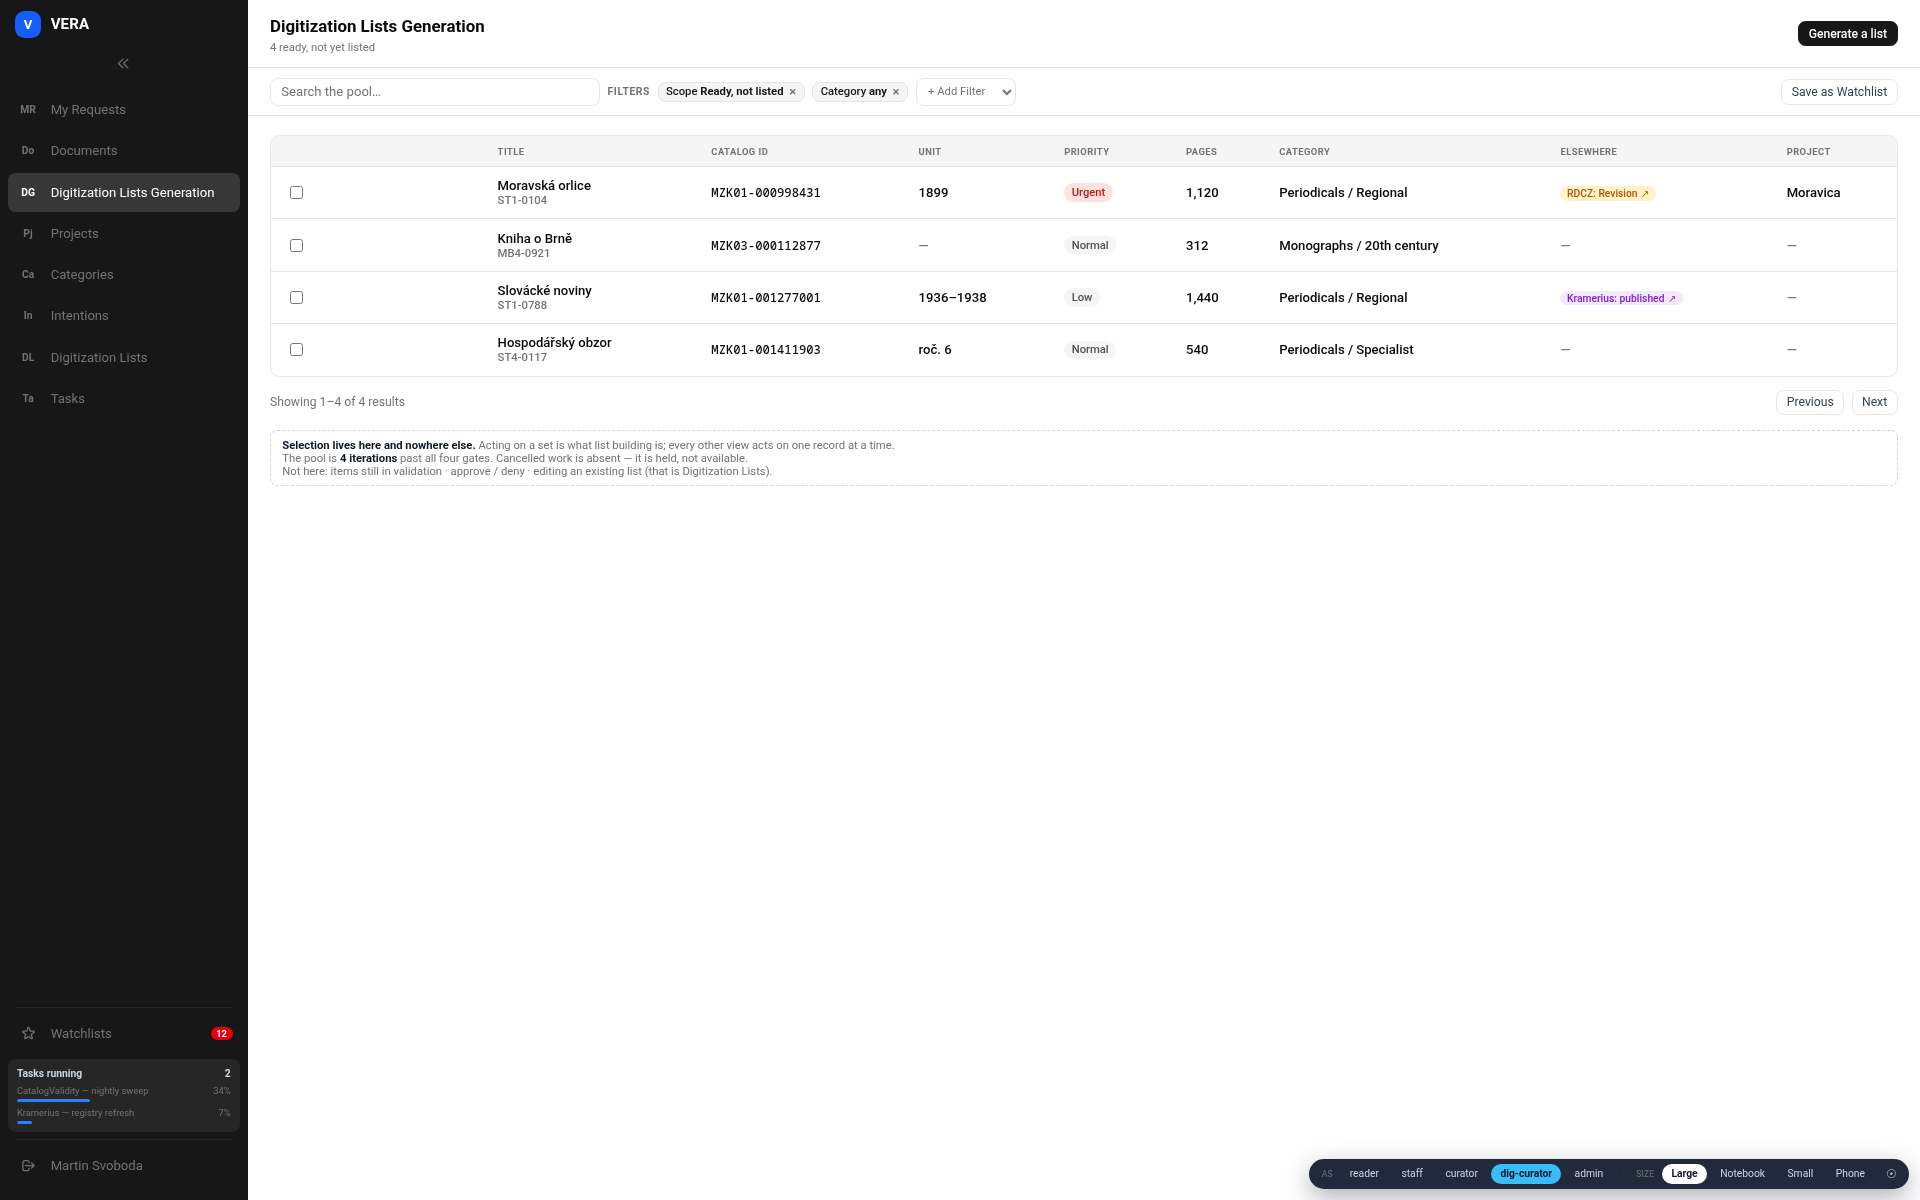 V VERA
MR My Requests
Do Documents
DG Digitization Lists Generation
Pj Projects
Ca Categories
In Intentions
DL Digitization Lists
Ta Tasks
Watchlists 12
Tasks running 2
CatalogValidity — nightly sweep 34%
Kramerius — registry refresh 7%
Martin Svoboda
Digitization Lists Generation
4 ready, not yet listed
Generate a list
Search the pool… FILTERS Scope Ready, not listed × Category any × + Add Filter Save as Watchlist
TITLE CATALOG ID UNIT PRIORITY PAGES CATEGORY ELSEWHERE PROJECT
Moravská orlice
ST1-0104
MZK01-000998431 1899 Urgent 1,120 Periodicals / Regional RDCZ: Revision ↗ Moravica
Kniha o Brně
MB4-0921
MZK03-000112877 — Normal 312 Monographs / 20th century — —
Slovácké noviny
ST1-0788
MZK01-001277001 1936–1938 Low 1,440 Periodicals / Regional Kramerius: published ↗ —
Hospodářský obzor
ST4-0117
MZK01-001411903 roč. 6 Normal 540 Periodicals / Specialist — —
Showing 1–4 of 4 results
Previous Next
Selection lives here and nowhere else. Acting on a set is what list building is; every other view acts on one record at a time.
The pool is 4 iterations past all four gates. Cancelled work is absent — it is held, not available.
Not here: items still in validation · approve / deny · editing an existing list (that is Digitization Lists).
AS reader staff curator dig-curator admin SIZE Large Notebook Small Phone